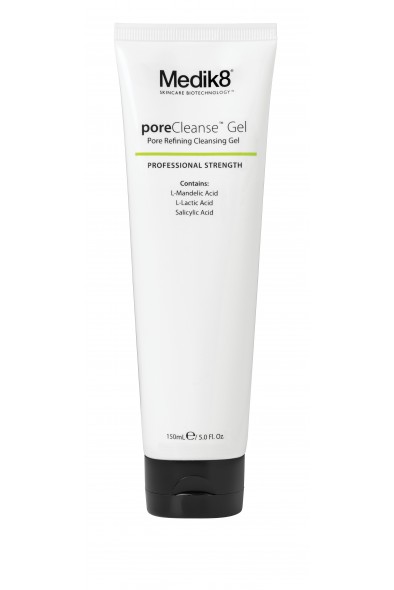 Medik8®
SKINCARE BIOTECHNOLOGY™
poreCleanse™ Gel
Pore Refining Cleansing Gel
PROFESSIONAL STRENGTH
Contains:
L-Mandelic Acid
L-Lactic Acid
Salicylic Acid
150mL℮/5.0 Fl. Oz.